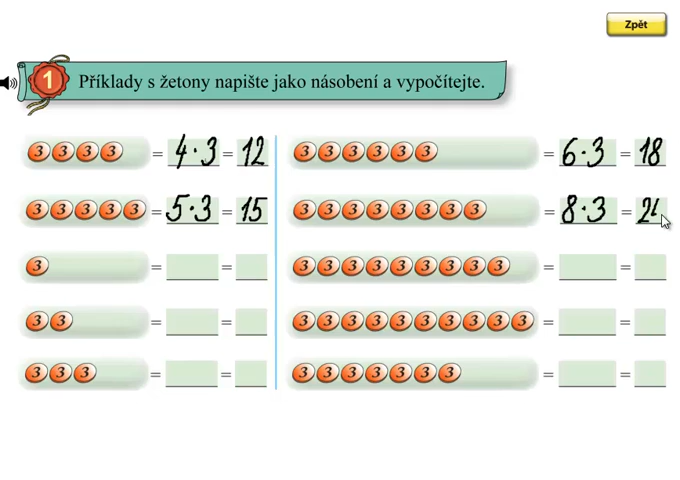 Zpět
1 Příklady s žetony napište jako násobení a vypočítejte.
3 3 3 3 = 4·3 = 12
3 3 3 3 3 = 5·3 = 15
3 = =
3 3 = =
3 3 3 = =
3 3 3 3 3 3 = 6·3 = 18
3 3 3 3 3 3 3 3 = 8·3 = 2
3 3 3 3 3 3 3 3 3 = =
3 3 3 3 3 3 3 3 3 3 = =
3 3 3 3 3 3 3 = =